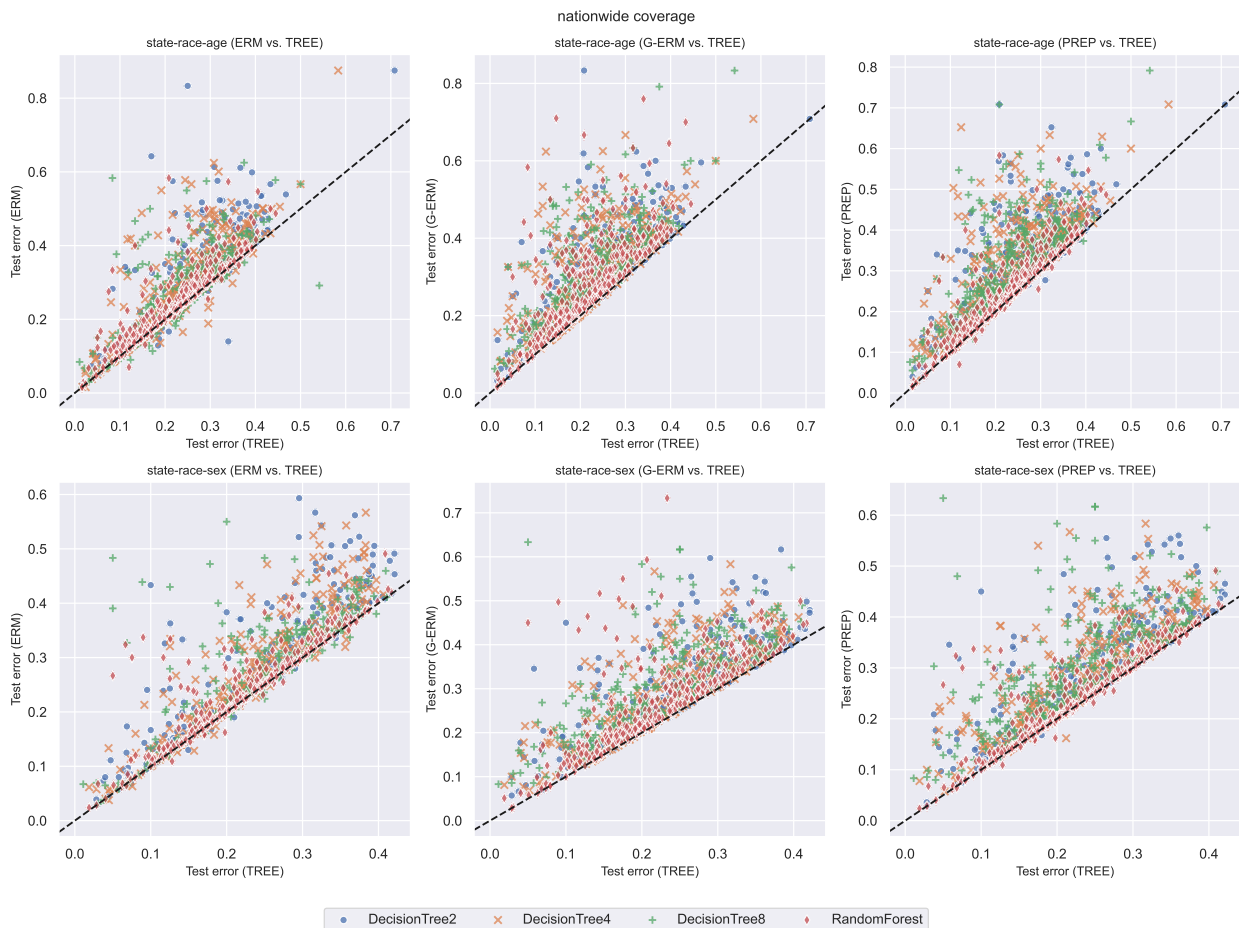 nationwide coverage
state-race-age (ERM vs. TREE)
state-race-age (G-ERM vs. TREE)
state-race-age (PREP vs. TREE)
Test error (ERM)
0.8
0.6
0.4
0.2
0.0
0.0 0.1 0.2 0.3 0.4 0.5 0.6 0.7
Test error (TREE)
Test error (G-ERM)
0.8
0.6
0.4
0.2
0.0
0.0 0.1 0.2 0.3 0.4 0.5 0.6 0.7
Test error (TREE)
Test error (PREP)
0.8
0.7
0.6
0.5
0.4
0.3
0.2
0.1
0.0
0.0 0.1 0.2 0.3 0.4 0.5 0.6 0.7
Test error (TREE)
state-race-sex (ERM vs. TREE)
state-race-sex (G-ERM vs. TREE)
state-race-sex (PREP vs. TREE)
Test error (ERM)
0.6
0.5
0.4
0.3
0.2
0.1
0.0
0.0 0.1 0.2 0.3 0.4
Test error (TREE)
Test error (G-ERM)
0.7
0.6
0.5
0.4
0.3
0.2
0.1
0.0
0.0 0.1 0.2 0.3 0.4
Test error (TREE)
Test error (PREP)
0.6
0.5
0.4
0.3
0.2
0.1
0.0
0.0 0.1 0.2 0.3 0.4
Test error (TREE)
DecisionTree2 DecisionTree4 DecisionTree8 RandomForest